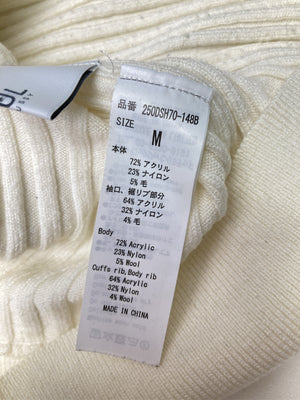 品番 250DSH70-148B
SIZE
M
本体
72% アクリル
23% ナイロン
5% 毛
袖口、裾リブ部分
64% アクリル
32% ナイロン
4% 毛
Body
72% Acrylic
23% Nylon
5% Wool
Cuffs rib, Body rib
64% Acrylic
32% Nylon
4% Wool
MADE IN CHINA